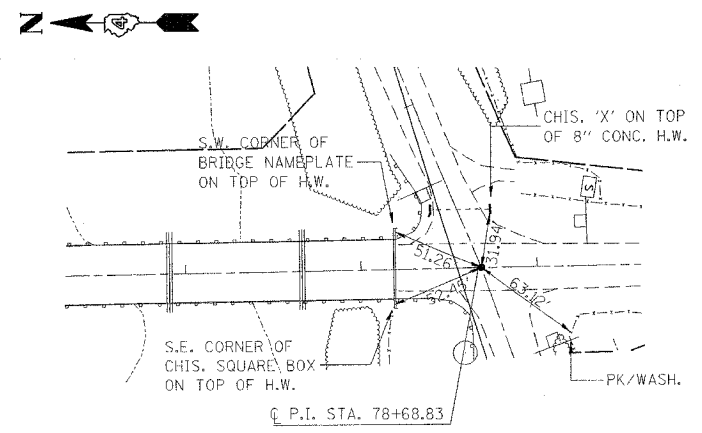 N
CHIS. 'X' ON TOP
OF 8" CONC. H.W.
S.W. CORNER OF
BRIDGE NAMEPLATE
ON TOP OF H.W.
S
51.26'
31.94'
63.12'
S.E. CORNER OF
CHIS. SQUARE BOX
ON TOP OF H.W.
PK/WASH.
℄ P.I. STA. 78+68.83